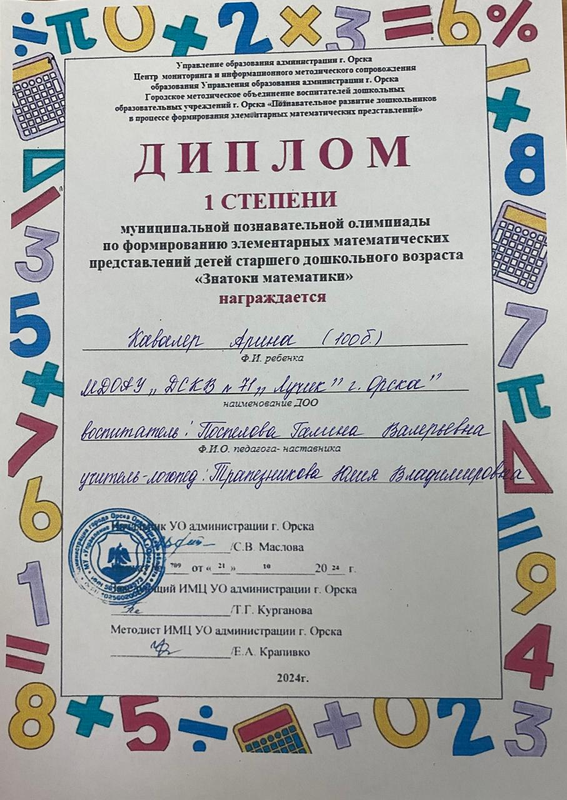 Управление образования администрации г. Орска
Центр мониторинга и информационного методического сопровождения
образования Управления образования администрации г. Орска
Городское методическое объединение воспитателей дошкольных
образовательных учреждений г. Орска «Познавательное развитие дошкольников
в процессе формирования элементарных математических представлений»
ДИПЛОМ
1 СТЕПЕНИ
муниципальной познавательной олимпиады
по формированию элементарных математических
представлений детей старшего дошкольного возраста
«Знатоки математики»
награждается
Кавалер Арина (100б)
Ф.И. ребенка
МДОАУ „ДСКВ № 71 „Лучик" г. Орска"
наименование ДОО
воспитатель: Поспелова Галина Валерьевна
Ф.И.О. педагога- наставника
учитель-логопед: Трапезникова Юлия Владимировна
УО администрации г. Орска
/С.В. Маслова
709 от « 21 » 10 20 24 г.
ИМЦ УО администрации г. Орска
/Т.Г. Курганова
Методист ИМЦ УО администрации г. Орска
/Е.А. Крапивко
2024г.